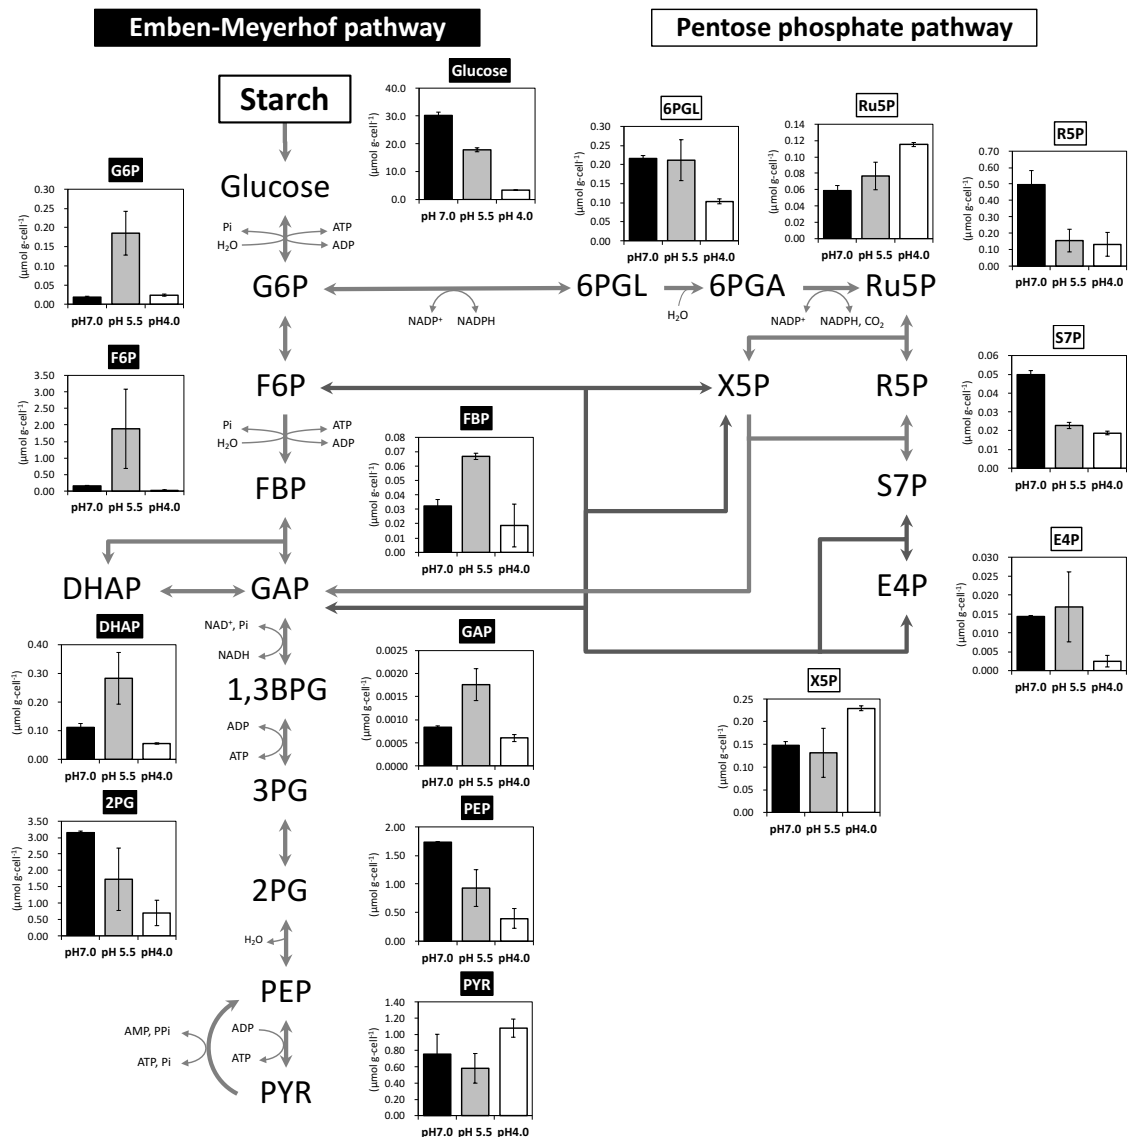 Emben-Meyerhof pathway
Pentose phosphate pathway
Starch
Glucose
(μmol g-cell-1)
40.0
30.0
20.0
10.0
0.0
pH 7.0 pH 5.5 pH 4.0
6PGL
(μmol g-cell-1)
0.30
0.25
0.20
0.15
0.10
0.05
0.00
pH7.0 pH 5.5 pH4.0
Ru5P
(μmol g-cell-1)
0.14
0.12
0.10
0.08
0.06
0.04
0.02
0.00
pH7.0 pH 5.5 pH4.0
R5P
(μmol g-cell-1)
0.70
0.60
0.50
0.40
0.30
0.20
0.10
0.00
pH7.0 pH 5.5 pH4.0
G6P
(μmol g-cell-1)
0.30
0.25
0.20
0.15
0.10
0.05
0.00
pH7.0 pH 5.5 pH4.0
Glucose
Pi
H2O
ATP
ADP
G6P
6PGL
6PGA
Ru5P
NADP+
NADPH
H2O
NADP+
NADPH, CO2
F6P
(μmol g-cell-1)
3.50
3.00
2.50
2.00
1.50
1.00
0.50
0.00
pH7.0 pH 5.5 pH4.0
F6P
X5P
R5P
S7P
(μmol g-cell-1)
0.06
0.05
0.04
0.03
0.02
0.01
0.00
pH7.0 pH 5.5 pH4.0
Pi
H2O
ATP
ADP
FBP
FBP
(μmol g-cell-1)
0.08
0.07
0.06
0.05
0.04
0.03
0.02
0.01
0.00
pH7.0 pH 5.5 pH4.0
S7P
DHAP
GAP
E4P
E4P
(μmol g-cell-1)
0.030
0.025
0.020
0.015
0.010
0.005
0.000
pH7.0 pH 5.5 pH4.0
DHAP
(μmol g-cell-1)
0.40
0.30
0.20
0.10
0.00
pH7.0 pH 5.5 pH4.0
NAD+, Pi
NADH
1,3BPG
ADP
ATP
GAP
(μmol g-cell-1)
0.0025
0.0020
0.0015
0.0010
0.0005
0.0000
pH7.0 pH 5.5 pH4.0
X5P
(μmol g-cell-1)
0.25
0.20
0.15
0.10
0.05
0.00
pH7.0 pH 5.5 pH4.0
3PG
2PG
(μmol g-cell-1)
3.50
3.00
2.50
2.00
1.50
1.00
0.50
0.00
pH7.0 pH 5.5 pH4.0
2PG
H2O
PEP
(μmol g-cell-1)
2.00
1.50
1.00
0.50
0.00
pH7.0 pH 5.5 pH4.0
PEP
AMP, PPi
ATP, Pi
ADP
ATP
PYR
PYR
(μmol g-cell-1)
1.40
1.20
1.00
0.80
0.60
0.40
0.20
0.00
pH7.0 pH 5.5 pH4.0